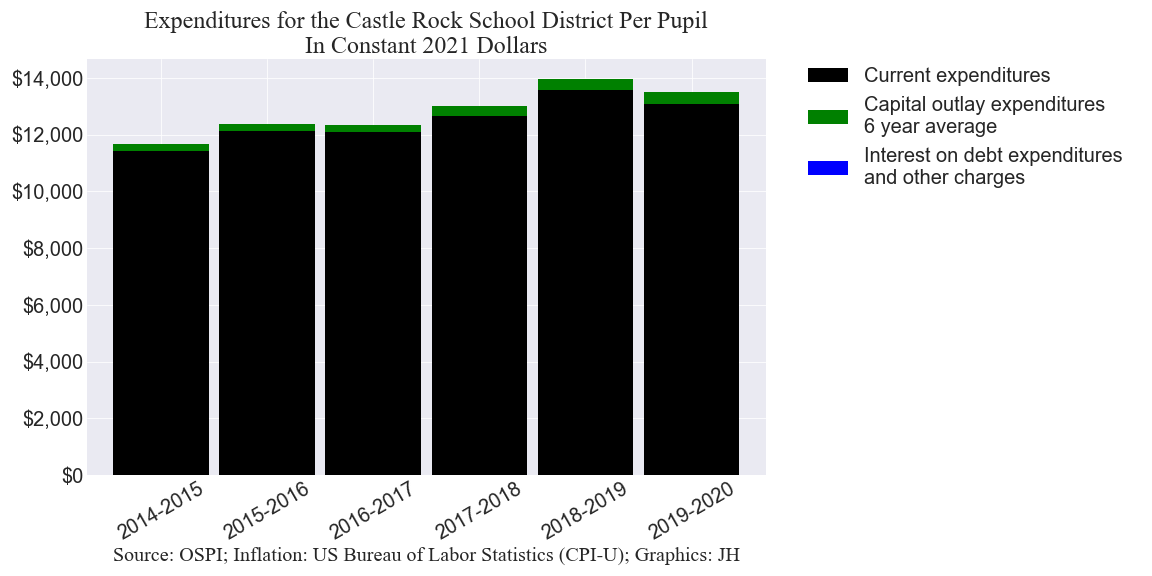 Expenditures for the Castle Rock School District Per Pupil
In Constant 2021 Dollars
$14,000
$12,000
$10,000
$8,000
$6,000
$4,000
$2,000
$0
2014-2015
2015-2016
2016-2017
2017-2018
2018-2019
2019-2020
Current expenditures
Capital outlay expenditures
6 year average
Interest on debt expenditures
and other charges
Source: OSPI; Inflation: US Bureau of Labor Statistics (CPI-U); Graphics: JH